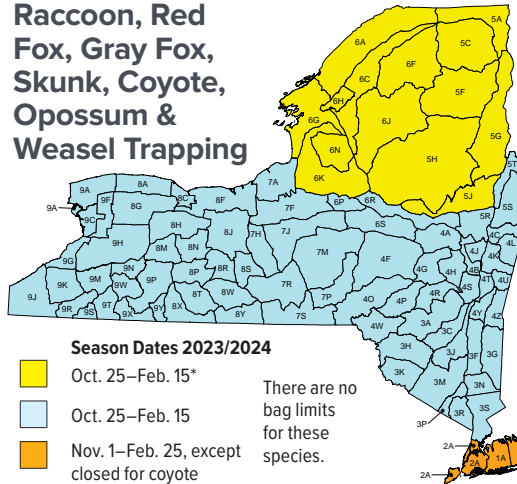 Raccoon, Red
Fox, Gray Fox,
Skunk, Coyote,
Opossum &
Weasel Trapping
5A
6A
5C
6F
6C
5F
6H
6G
6J
5G
6N
5H
6K
5J
5T
7A
6P
6R
5S
9A
8A
9F
8C
8F
7F
5R
9A
8G
6S
9C
4A
4C
4L
8H
8J
7H
7J
4J
4K
9H
8M
8N
7M
4F
4B
9G
9N
8P
8R
8S
4G
4H
4T
4U
9M
9P
7R
4S
9K
9W
8T
8W
7P
4O
4P
4R
9J
9R
9S
9T
9X
9Y
8X
8Y
7S
4Y
4Z
4W
3A
3C
3H
3J
3F
3G
3K
3M
3N
3P
3R
3S
2A
2A
1A
2A
Season Dates 2023/2024
Oct. 25–Feb. 15*
Oct. 25–Feb. 15
Nov. 1–Feb. 25, except
closed for coyote
There are no
bag limits
for these
species.